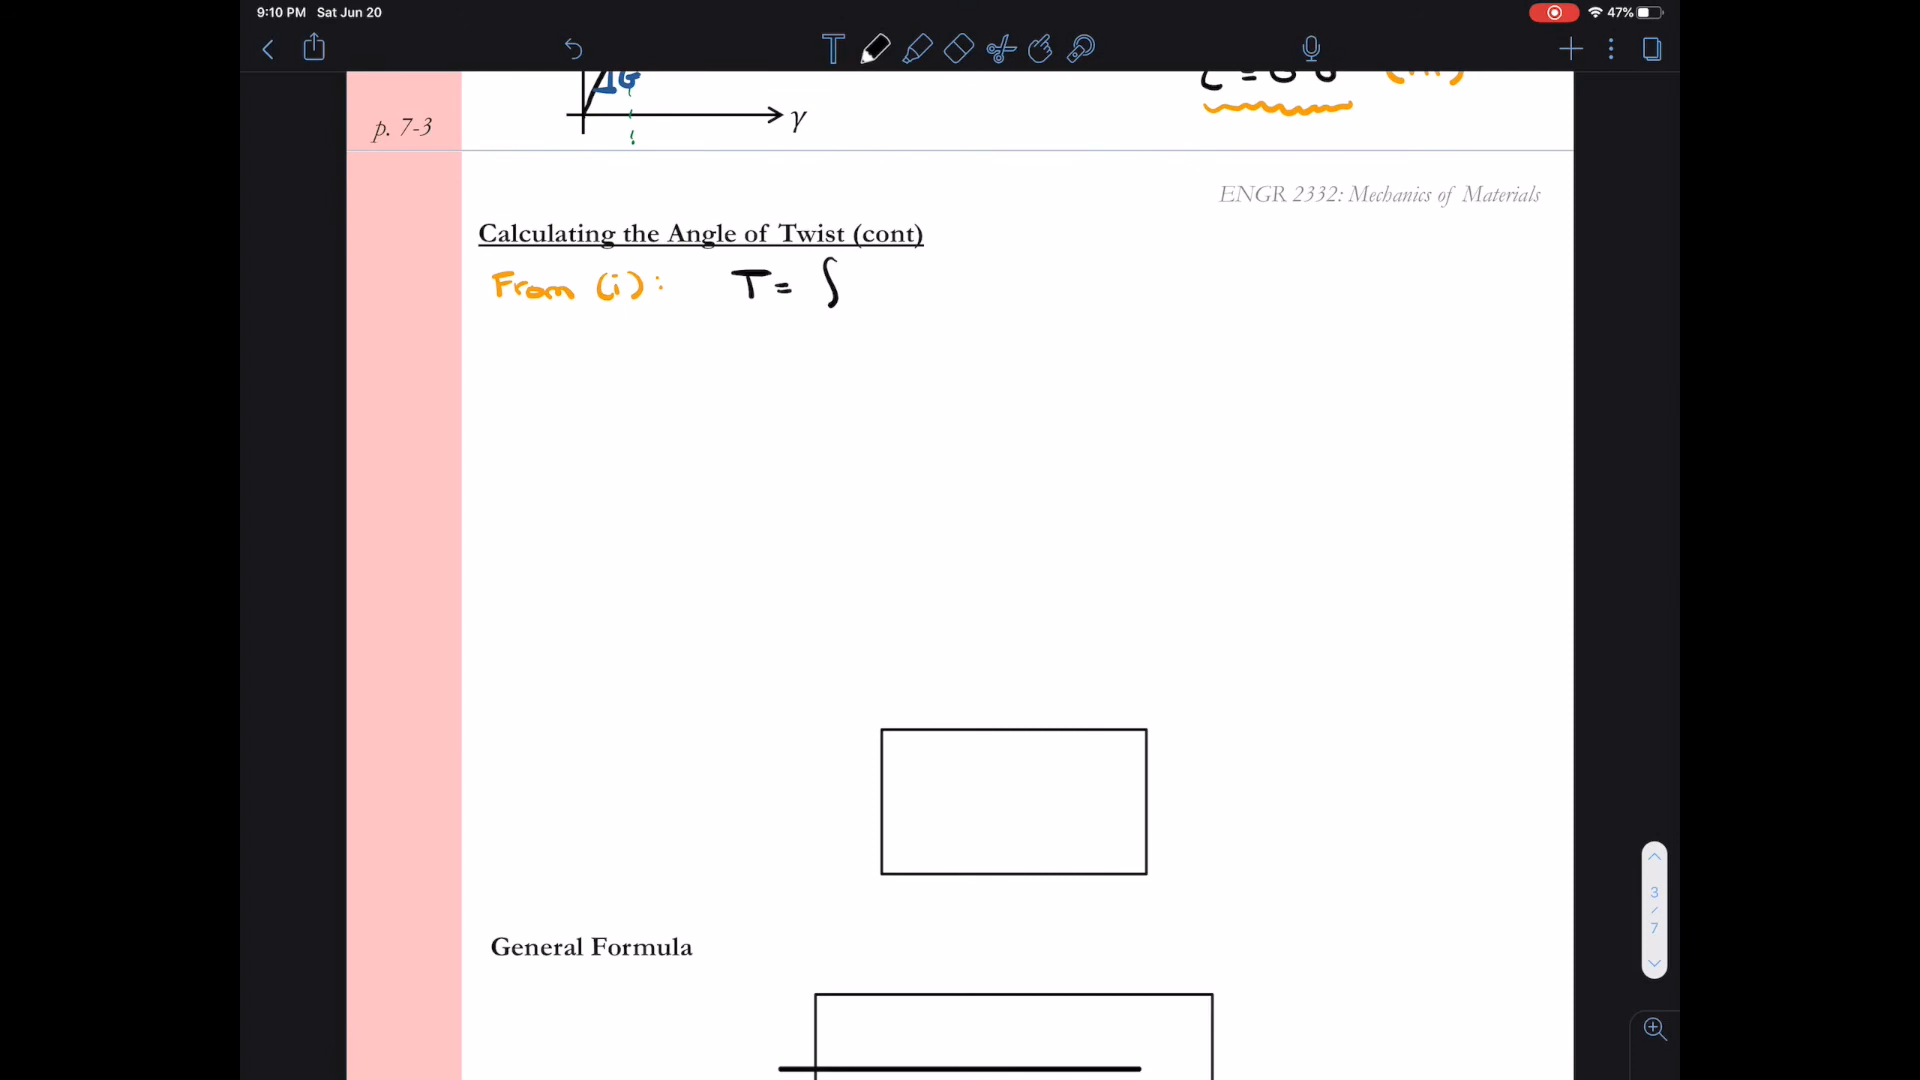 9:10 PM Sat Jun 20
47%
G
γ
p. 7-3
ENGR 2332: Mechanics of Materials
Calculating the Angle of Twist (cont)
From (i): T = ∫
3
/
7
General Formula